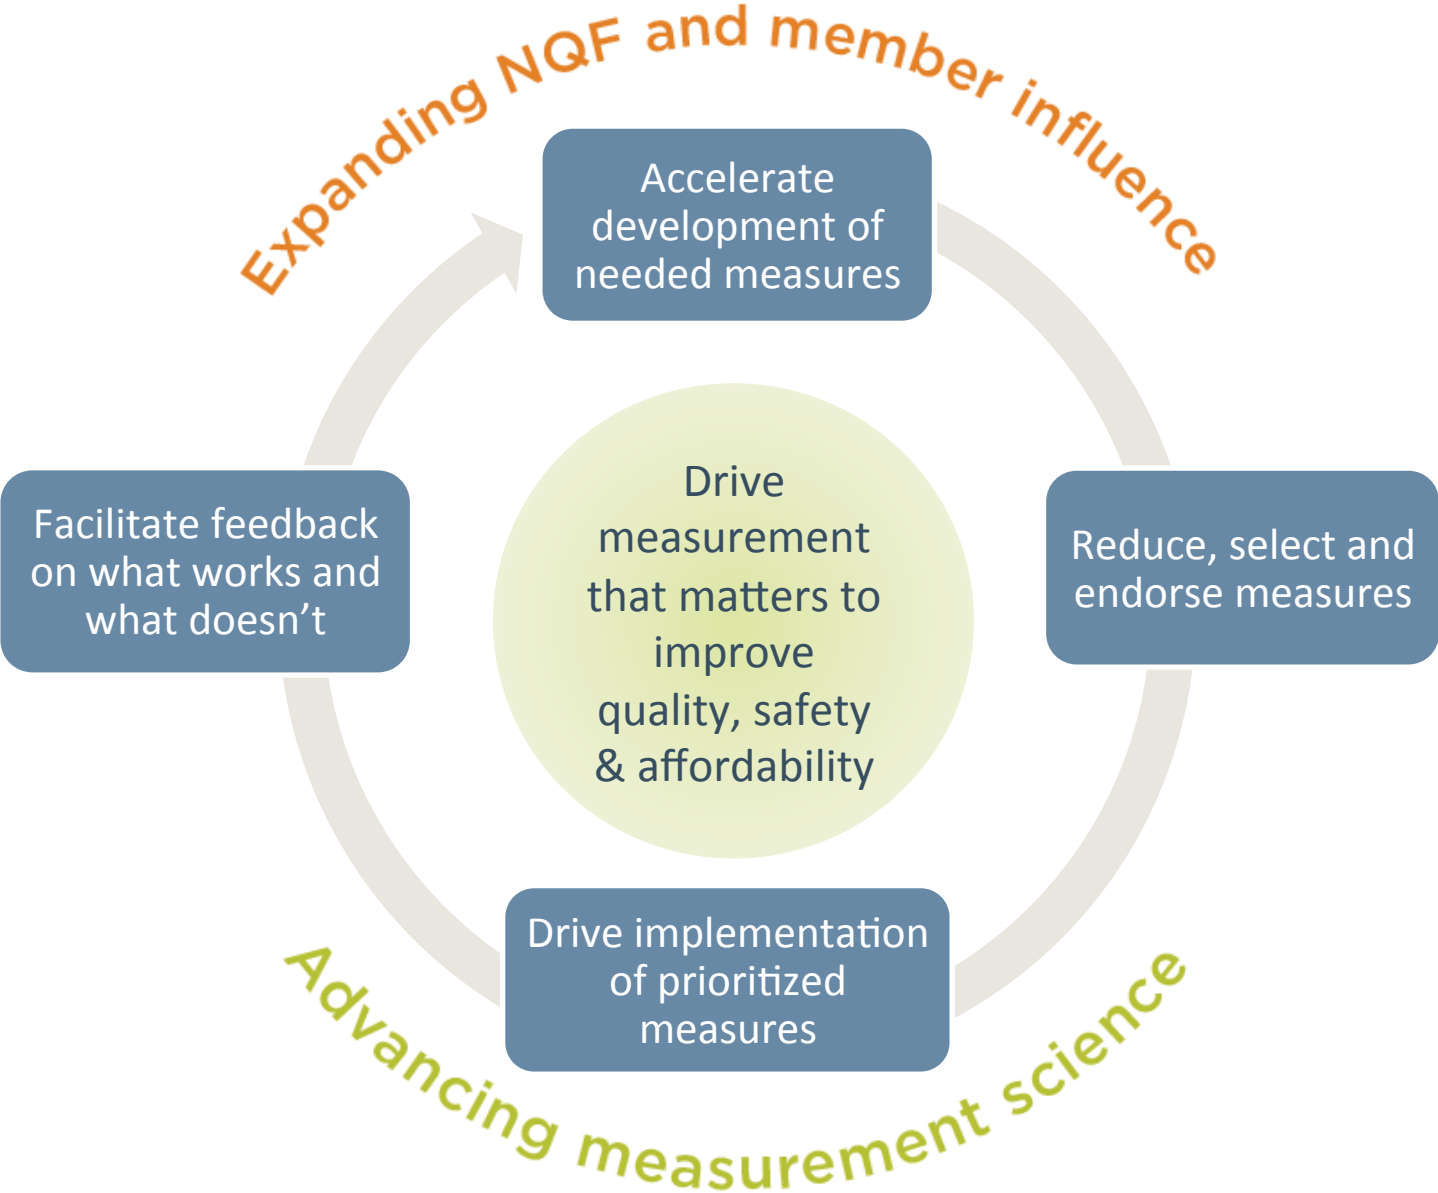 Expanding NQF and member influence
Accelerate
development of
needed measures
Facilitate feedback
on what works and
what doesn’t
Drive
measurement
that matters to
improve
quality, safety
& affordability
Reduce, select and
endorse measures
Drive implementation
of prioritized
measures
Advancing measurement science